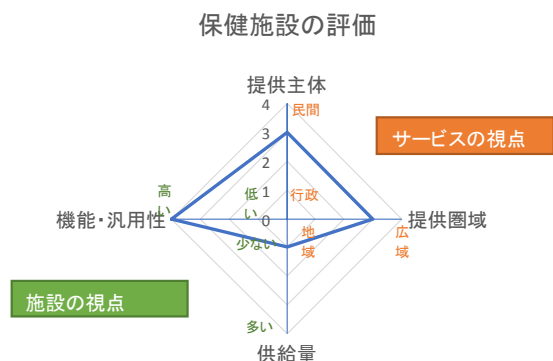 保健施設の評価
提供主体
4
民間
3
サービスの視点
2
高い
低い
1
行政
機能・汎用性
0
提供圏域
少ない
地域
広域
施設の視点
多い
供給量